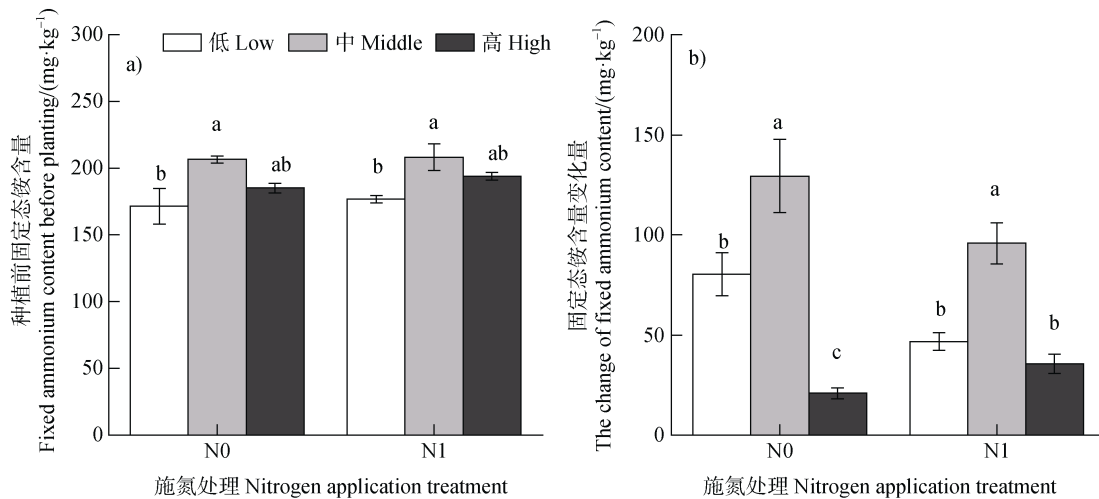 种植前固定态铵含量
Fixed ammonium content before planting/(mg·kg⁻¹)
300
250
200
150
100
50
0
低 Low 中 Middle 高 High
a)
b
a
ab
b
a
ab
N0
N1
施氮处理 Nitrogen application treatment
固定态铵含量变化量
The change of fixed ammonium content/(mg·kg⁻¹)
200
150
100
50
0
b)
b
a
c
b
a
b
N0
N1
施氮处理 Nitrogen application treatment